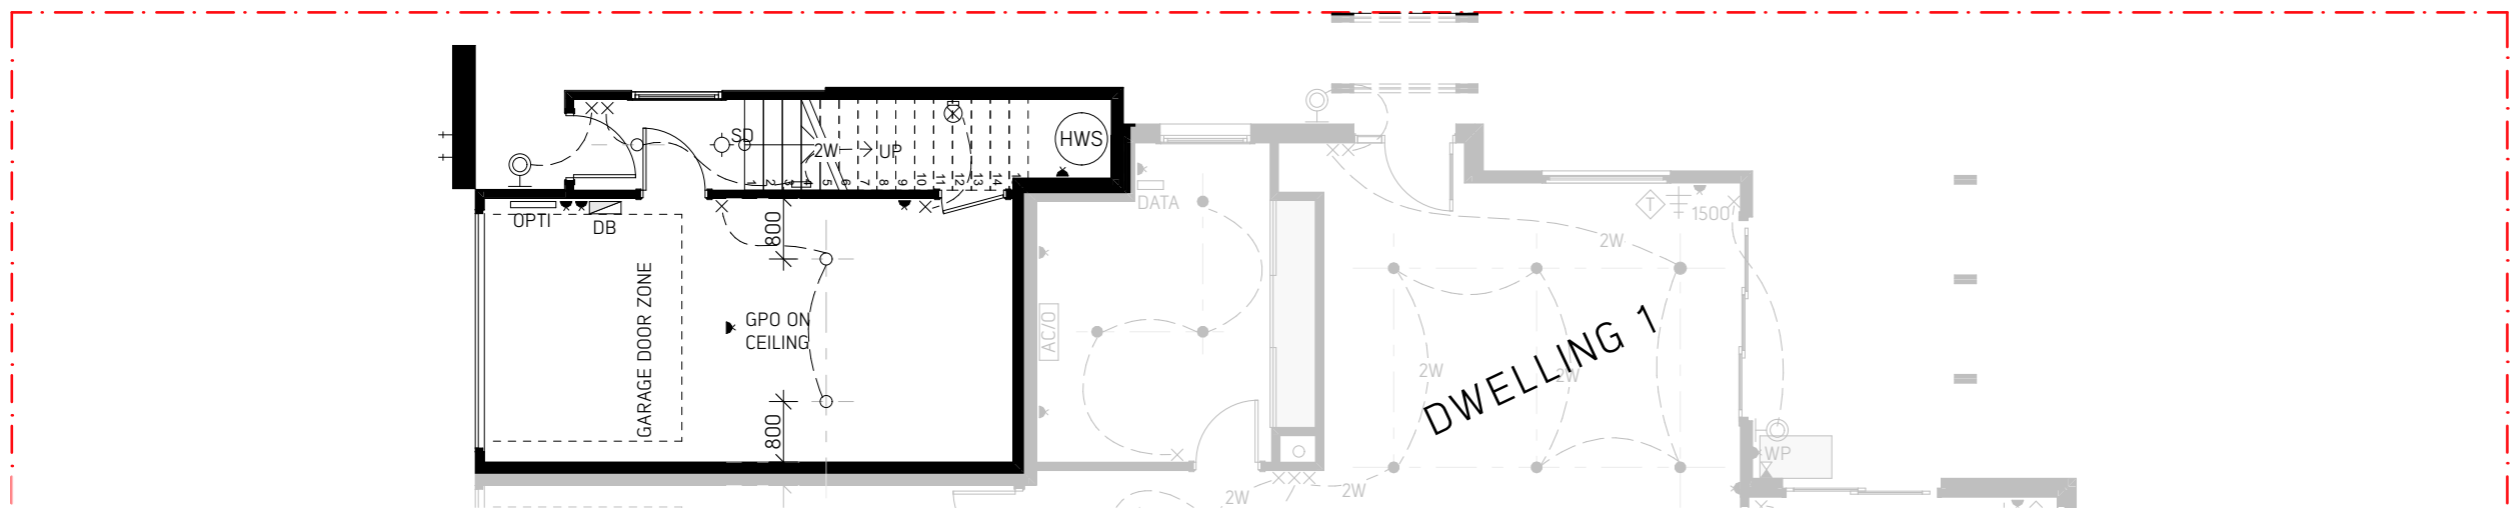 SD
2W
UP
HWS
1
2
3
4
5
6
7
8
9
10
11
12
13
14
OPTI
DB
800
GARAGE DOOR ZONE
GPO ON
CEILING
800
DATA
AC/O
T
1500
2W
2W
2W
DWELLING 1
WP
2W
2W